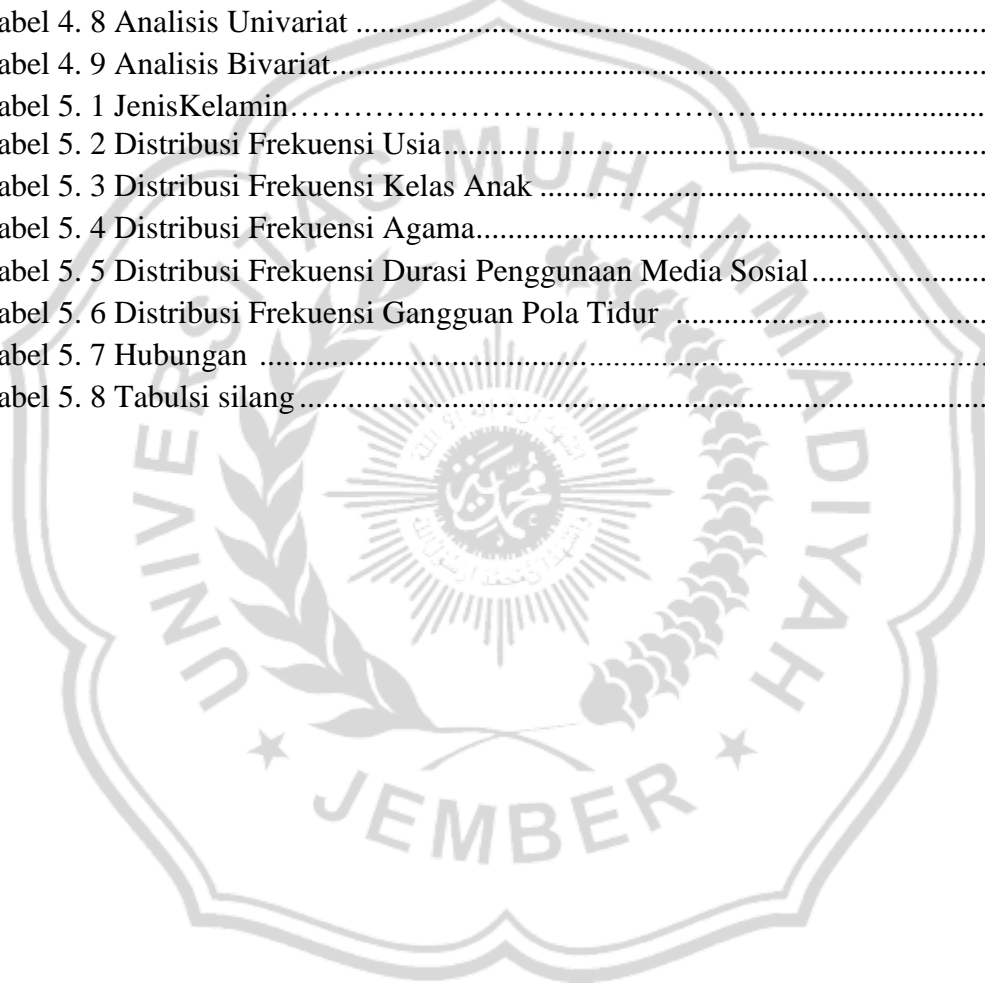 abel 4. 8 Analisis Univariat ...............................................................................
abel 4. 9 Analisis Bivariat..................................................................................
abel 5. 1 JenisKelamin……………………………………………….......................
abel 5. 2 Distribusi Frekuensi Usia....................................................................
abel 5. 3 Distribusi Frekuensi Kelas Anak ........................................................
abel 5. 4 Distribusi Frekuensi Agama................................................................
abel 5. 5 Distribusi Frekuensi Durasi Penggunaan Media Sosial......................
abel 5. 6 Distribusi Frekuensi Gangguan Pola Tidur .......................................
abel 5. 7 Hubungan ...........................................................................................
abel 5. 8 Tabulsi silang......................................................................................
UNIVERSITAS MUHAMMADIYAH
JEMBER